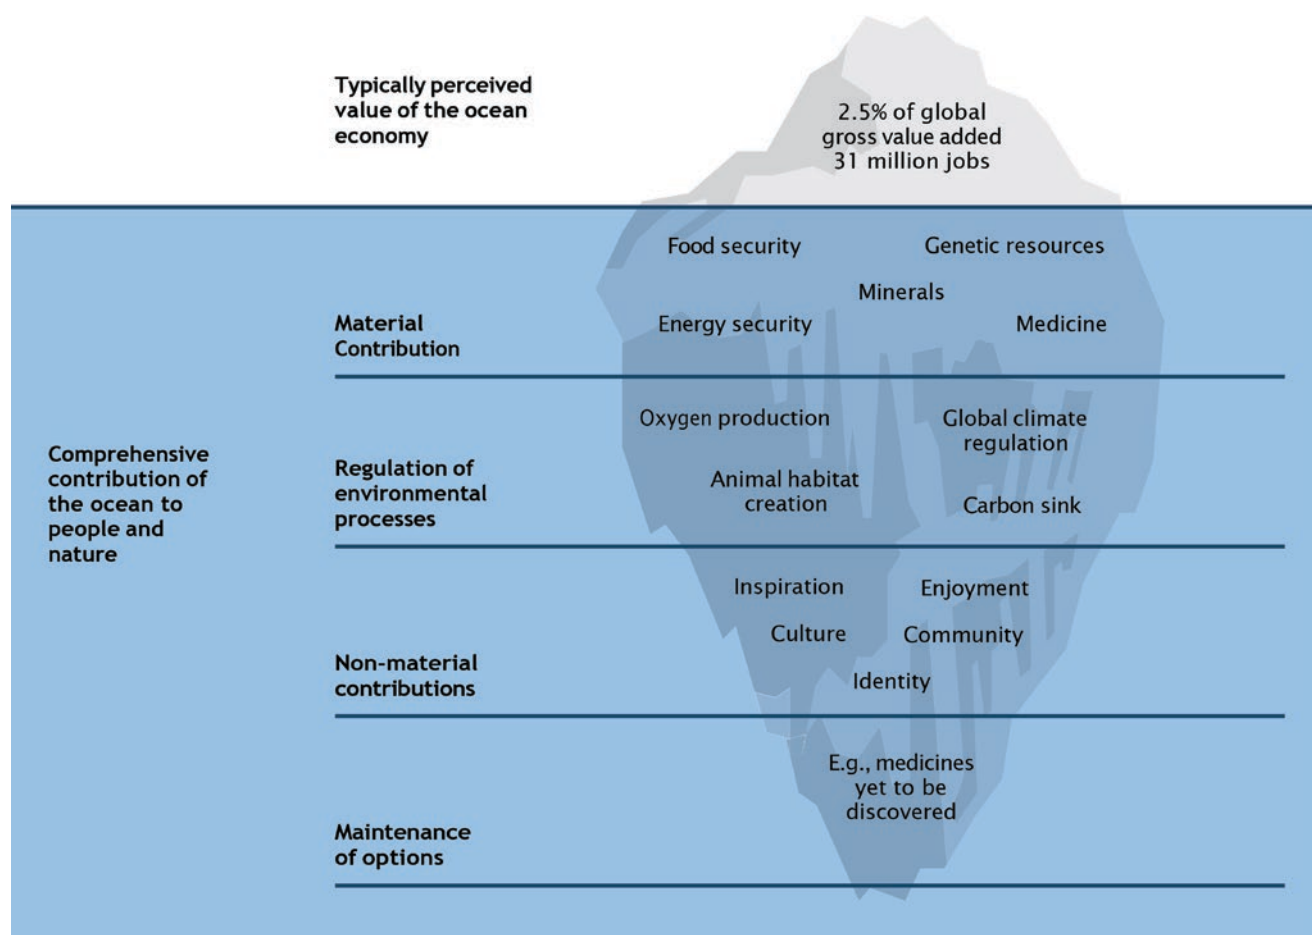 Typically perceived
value of the ocean
economy
2.5% of global
gross value added
31 million jobs
Comprehensive
contribution of
the ocean to
people and
nature
Material
Contribution
Food security
Genetic resources
Minerals
Energy security
Medicine
Regulation of
environmental
processes
Oxygen production
Global climate
regulation
Animal habitat
creation
Carbon sink
Non-material
contributions
Inspiration
Enjoyment
Culture
Community
Identity
Maintenance
of options
E.g., medicines
yet to be
discovered